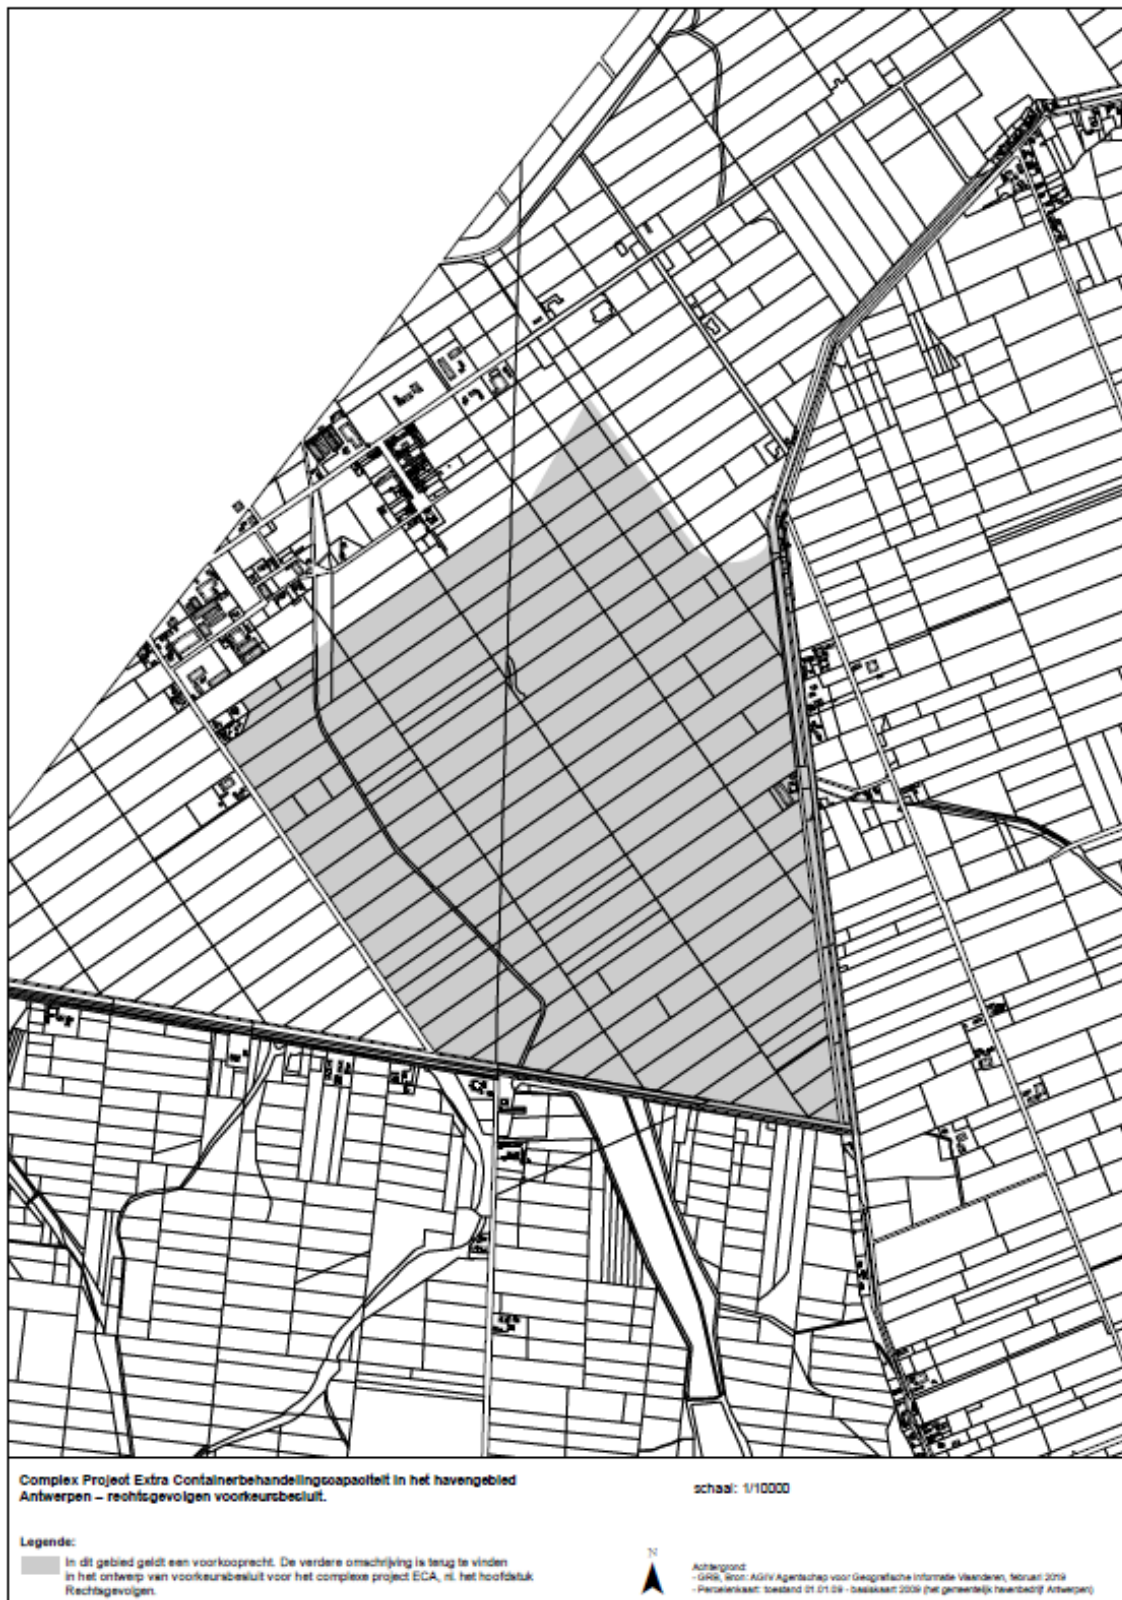 Complex Project Extra Containerbehandelingscapaciteit in het havengebied
Antwerpen – rechtsgevolgen voorkeursbesluit.
schaal: 1/10000
Legende:
In dit gebied geldt een voorkooprecht. De verdere omschrijving is terug te vinden
in het ontwerp van voorkeursbesluit voor het complexe project ECA, nl. het hoofdstuk
Rechtsgevolgen.
N
Achtergrond:
- GRB, Bron: AGIV Agentschap voor Geografische Informatie Vlaanderen, februari 2019
- Percelenkaart: toestand 01.01.09 - basiskaart 2009 (het gemeentelijk havenbedrijf Antwerpen)